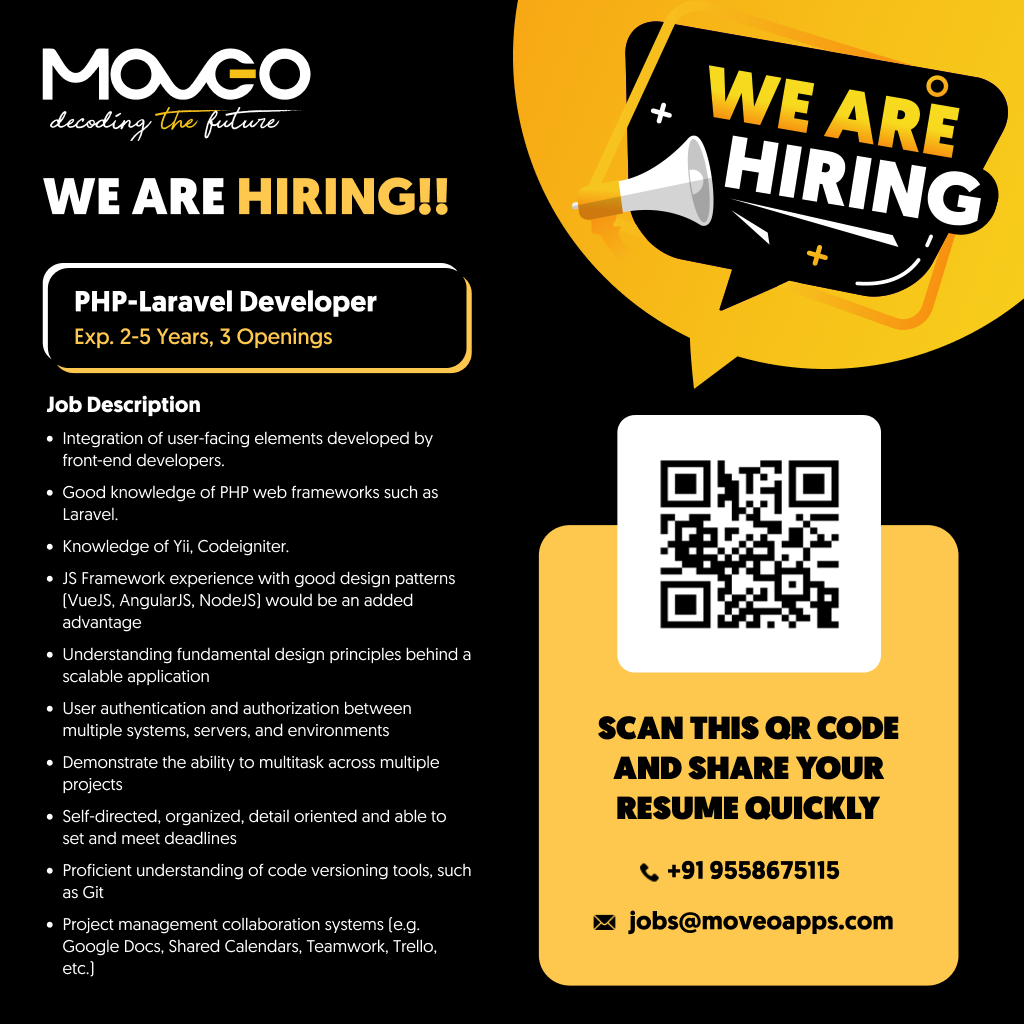 MOVEO
decoding the future
WE ARE HIRING!!
PHP-Laravel Developer
Exp. 2-5 Years, 3 Openings
Job Description
• Integration of user-facing elements developed by
front-end developers.
• Good knowledge of PHP web frameworks such as
Laravel.
• Knowledge of Yii, Codeigniter.
• JS Framework experience with good design patterns
(VueJS, AngularJS, NodeJS) would be an added
advantage
• Understanding fundamental design principles behind a
scalable application
• User authentication and authorization between
multiple systems, servers, and environments
• Demonstrate the ability to multitask across multiple
projects
• Self-directed, organized, detail oriented and able to
set and meet deadlines
• Proficient understanding of code versioning tools, such
as Git
• Project management collaboration systems (e.g.
Google Docs, Shared Calendars, Teamwork, Trello,
etc.)
WE ARE
HIRING
SCAN THIS QR CODE
AND SHARE YOUR
RESUME QUICKLY
+91 9558675115
jobs@moveoapps.com